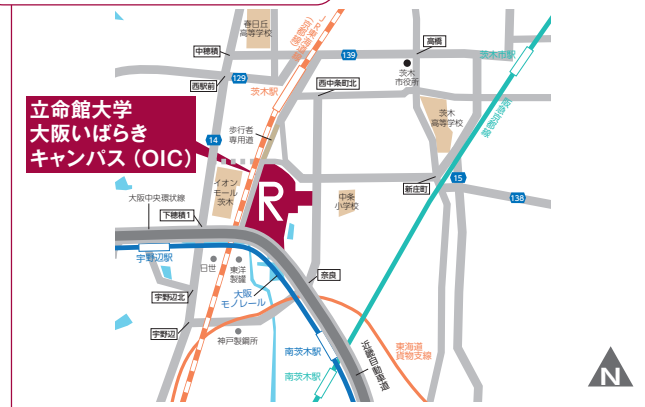 春日丘
高等学校
中穂積
JR東海道線
(京都線)
139
高橋
茨木市駅
茨木
市役所
西駅前
129
茨木駅
西中条町北
阪急京都線
立命館大学
大阪いばらき
キャンパス(OIC)
14
歩行者
専用道
茨木
高等学校
イオン
モール
茨木
R
中条
小学校
新庄町
15
138
大阪中央環状線
下穂積1
宇野辺駅
日世
東洋
製罐
奈良
宇野辺北
大阪
モノレール
宇野辺
神戸製鋼所
南茨木駅
近畿自動車道
東海道
貨物支線
南茨木駅
N